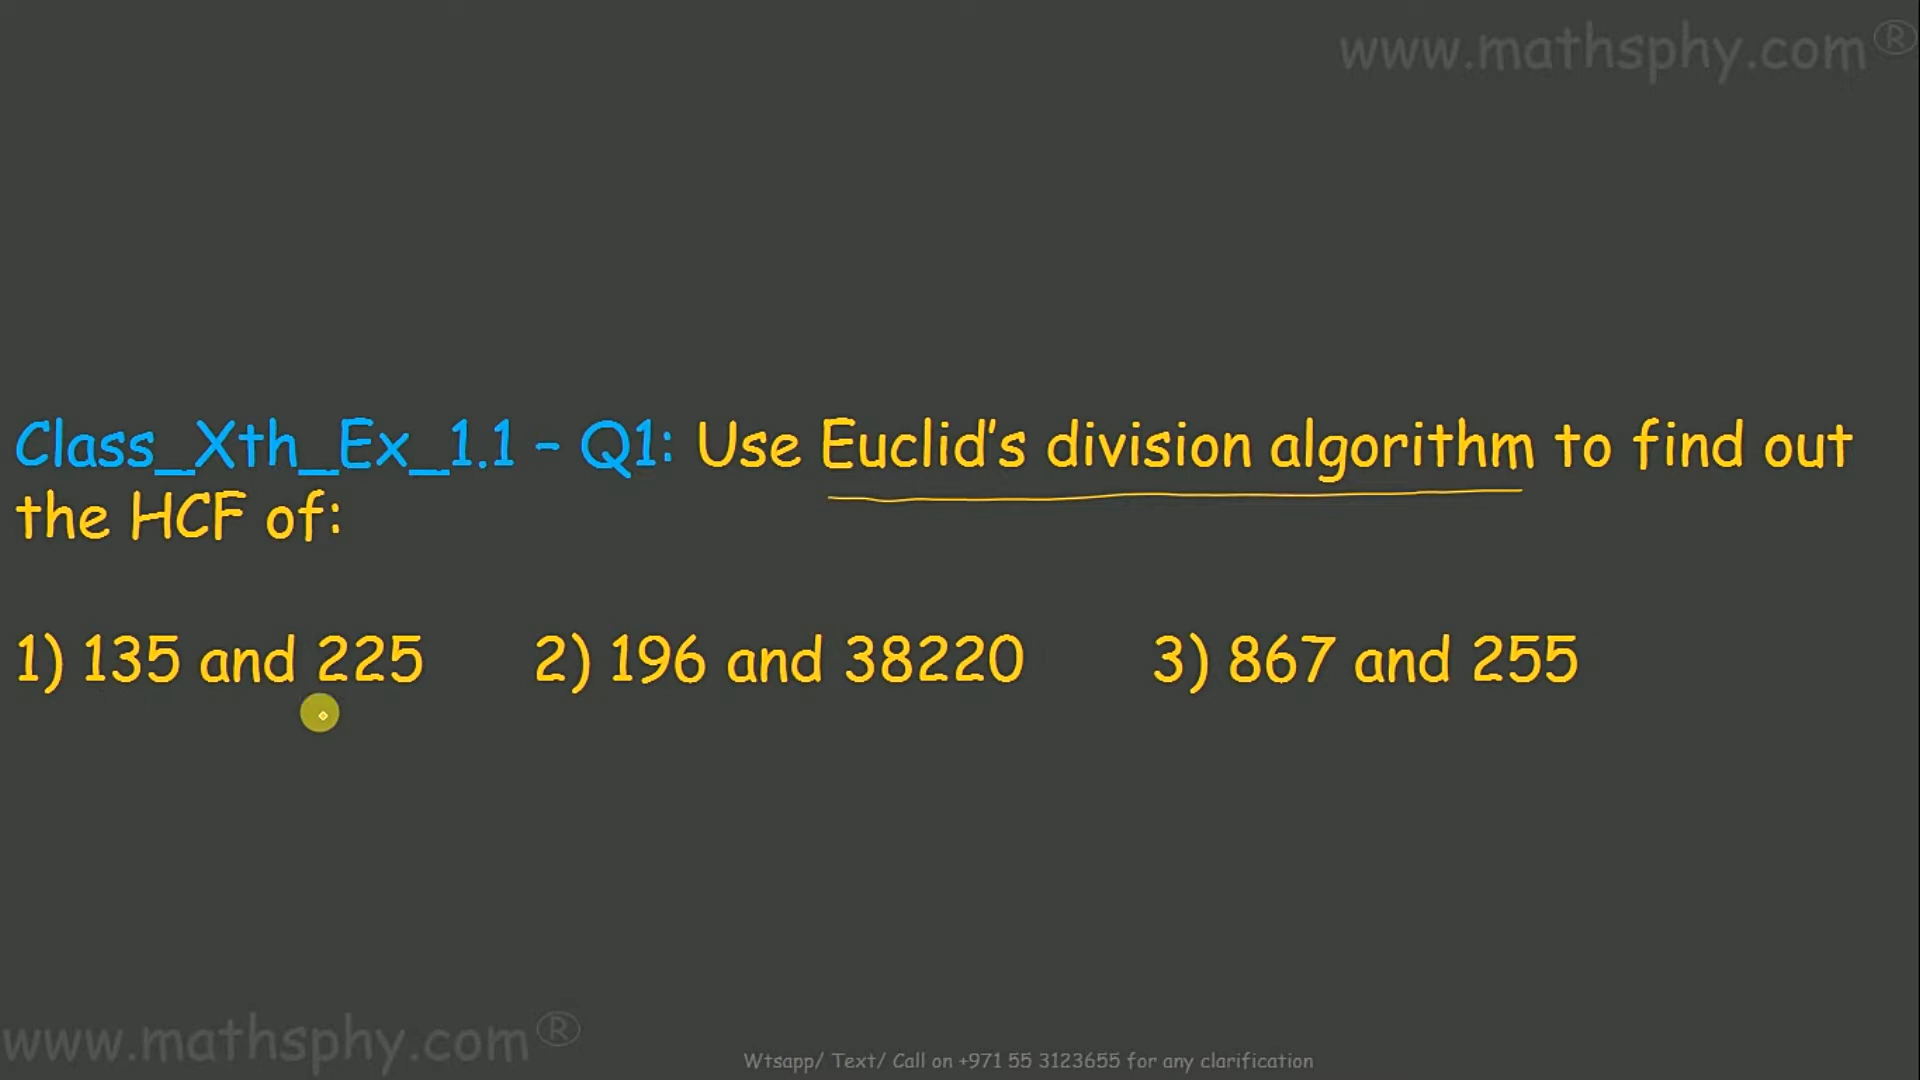 www.mathsphy.com®
Class_Xth_Ex_1.1 – Q1: Use Euclid’s division algorithm to find out
the HCF of:
1) 135 and 225 2) 196 and 38220 3) 867 and 255
www.mathsphy.com®
Wtsapp/ Text/ Call on +971 55 3123655 for any clarification